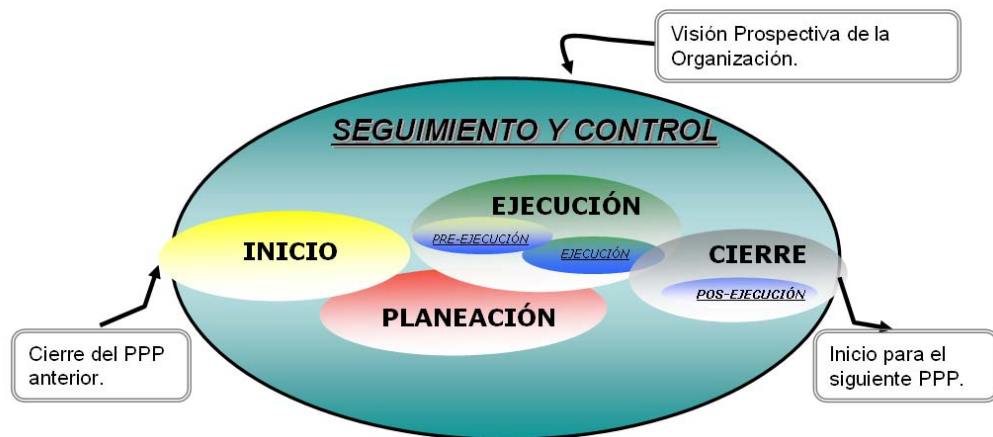 Visión Prospectiva de la
Organización.
SEGUIMIENTO Y CONTROL
EJECUCIÓN
PRE-EJECUCIÓN
EJECUCIÓN
INICIO
CIERRE
POS-EJECUCIÓN
PLANEACIÓN
Cierre del PPP
anterior.
Inicio para el
siguiente PPP.